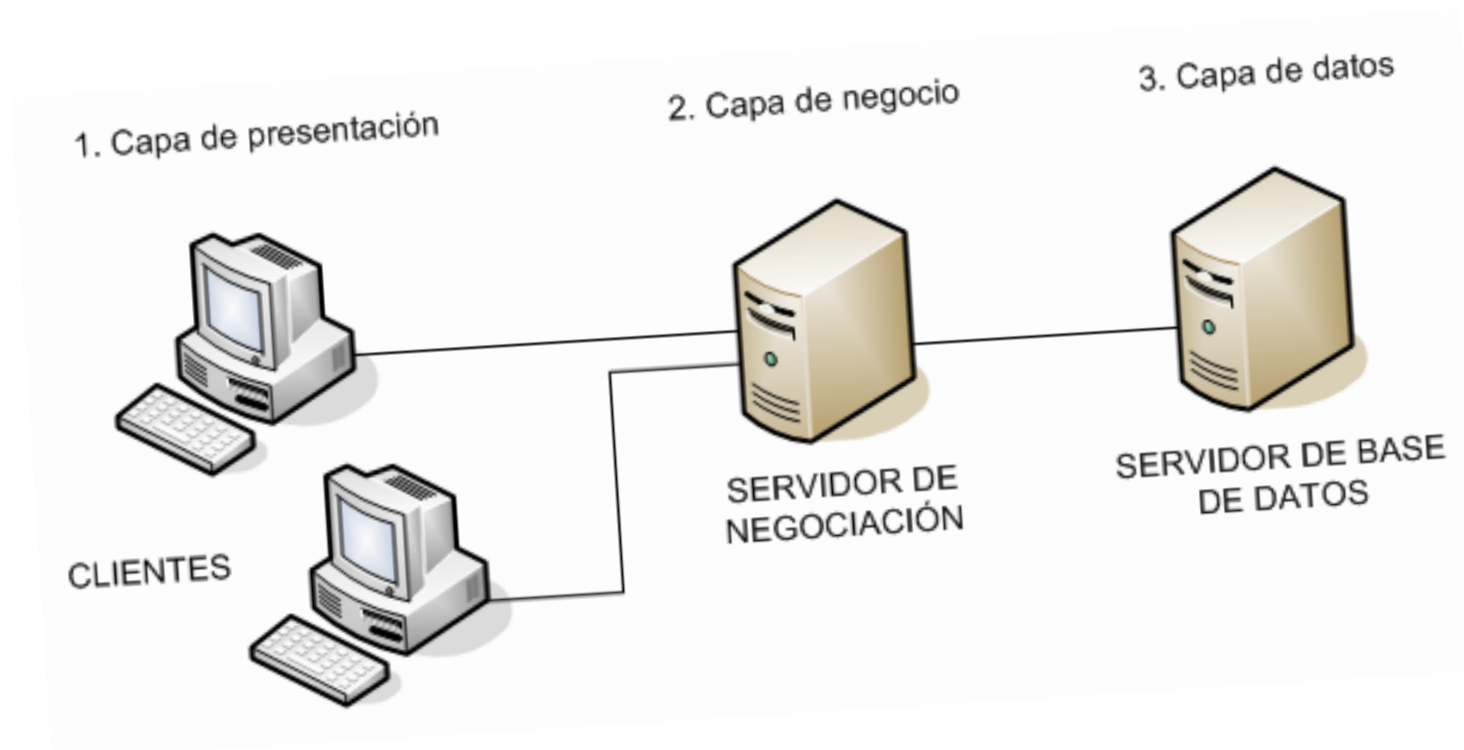 1. Capa de presentación
2. Capa de negocio
3. Capa de datos
SERVIDOR DE
NEGOCIACIÓN
SERVIDOR DE BASE
DE DATOS
CLIENTES